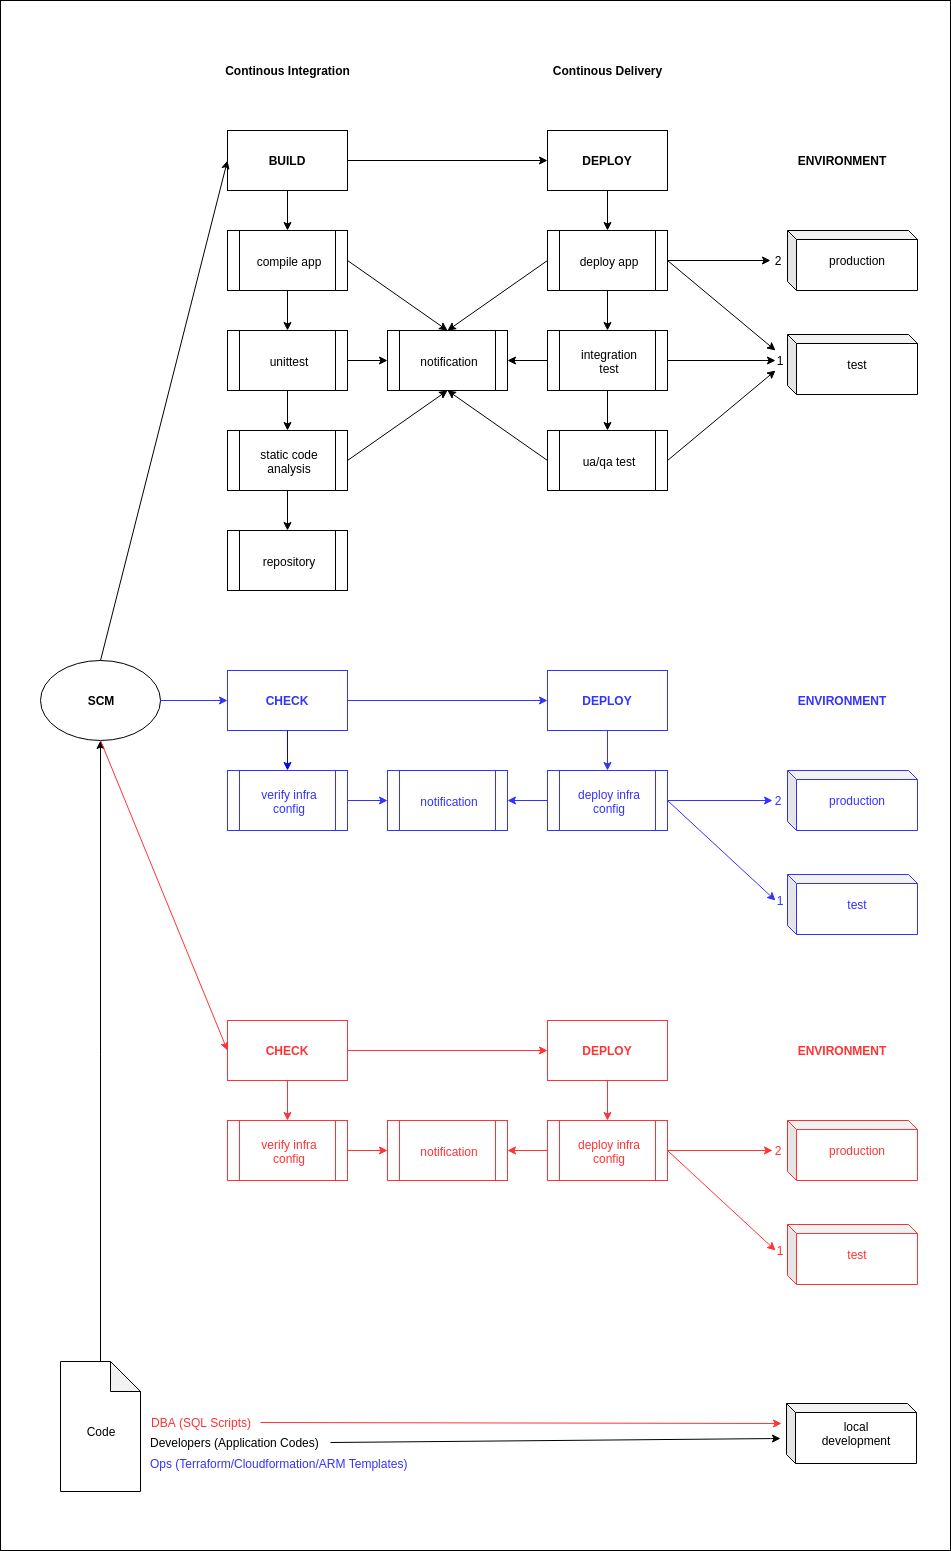 Continous Integration
Continous Delivery
BUILD
DEPLOY
ENVIRONMENT
compile app
deploy app
2
production
unittest
notification
integration
test
1
test
static code
analysis
ua/qa test
repository
SCM
CHECK
DEPLOY
ENVIRONMENT
verify infra
config
notification
deploy infra
config
2
production
1
test
CHECK
DEPLOY
ENVIRONMENT
verify infra
config
notification
deploy infra
config
2
production
1
test
Code
DBA (SQL Scripts)
Developers (Application Codes)
Ops (Terraform/Cloudformation/ARM Templates)
local
development